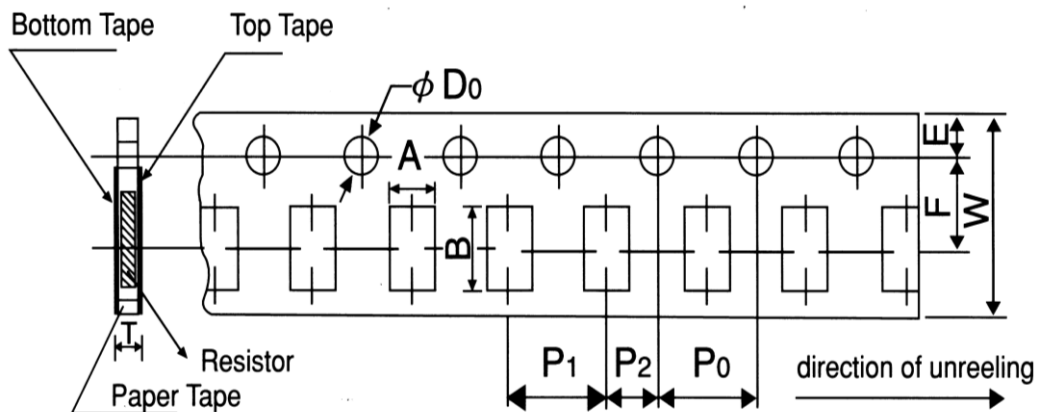 Bottom Tape
Top Tape
ϕ D0
A
E
F
W
B
T
Resistor
Paper Tape
P1
P2
P0
direction of unreeling